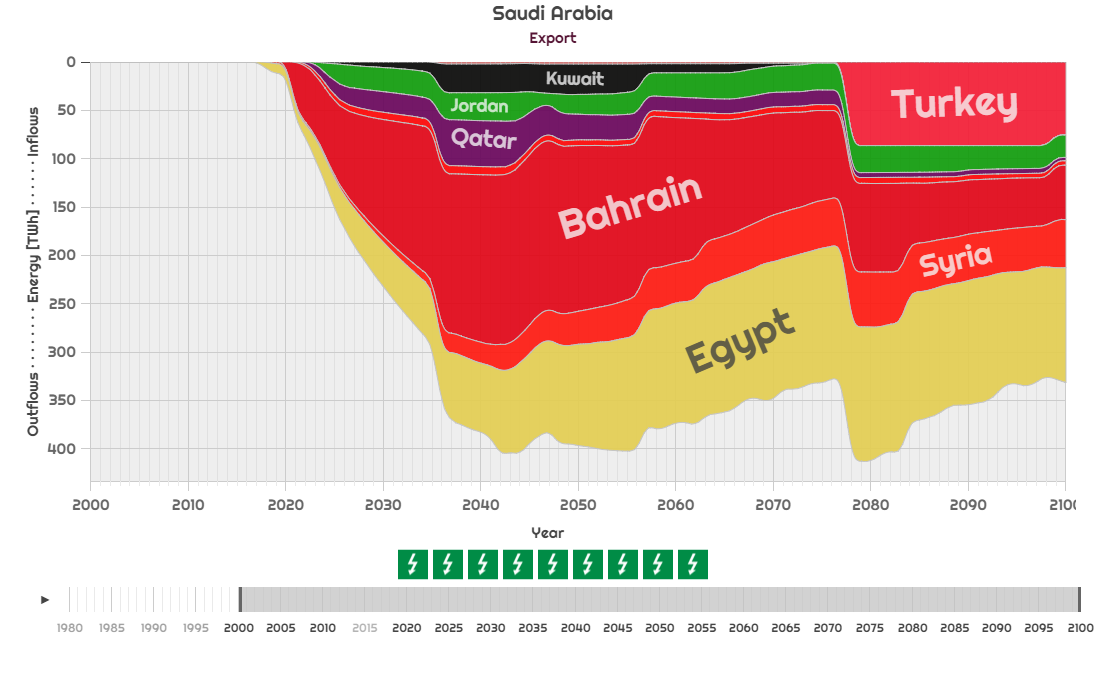 Saudi Arabia
Export
Outflows · · · · · · · · Energy [TWh] · · · · · · Inflows
0
50
100
150
200
250
300
350
400
Kuwait
Jordan
Qatar
Bahrain
Egypt
Turkey
Syria
2000 2010 2020 2030 2040 2050 2060 2070 2080 2090 2100
Year
▶
1980 1985 1990 1995 2000 2005 2010 2015 2020 2025 2030 2035 2040 2045 2050 2055 2060 2065 2070 2075 2080 2085 2090 2095 2100